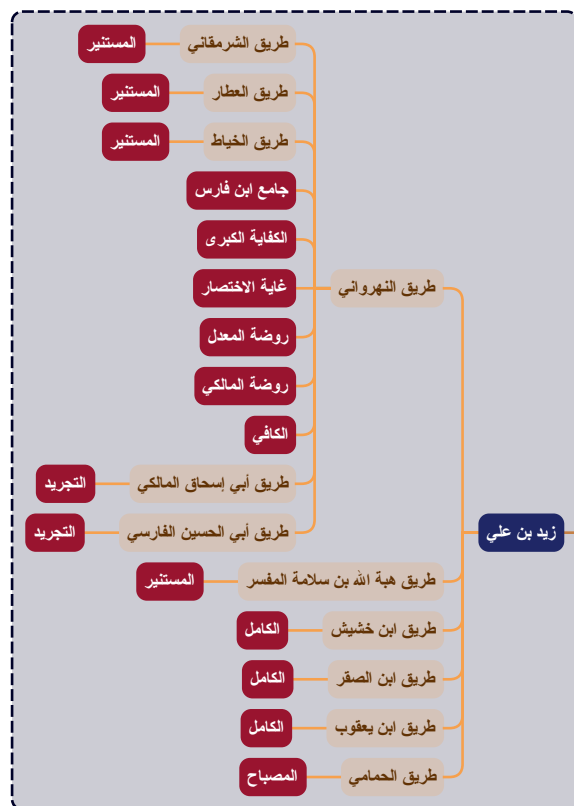 طريق الشرمقاني المستنير
طريق العطار المستنير
طريق الخياط المستنير
جامع ابن فارس
الكفاية الكبرى
طريق النهرواني غاية الاختصار
روضة المعدل
روضة المالكي
الكافي
طريق أبي إسحاق المالكي التجريد
زيد بن علي طريق أبي الحسين الفارسي التجريد
طريق هبة الله بن سلامة المفسر المستنير
طريق ابن خشيش الكامل
طريق ابن الصقر الكامل
طريق ابن يعقوب الكامل
طريق الحمامي المصباح